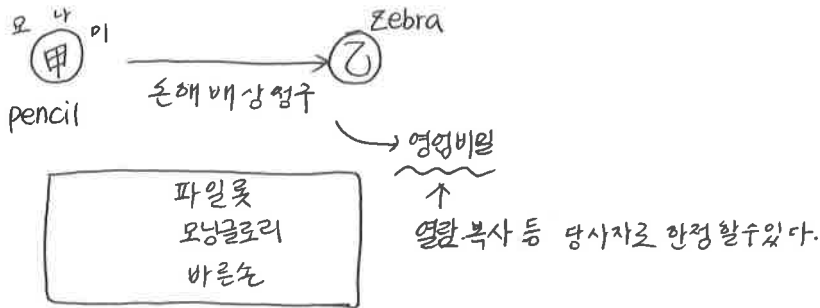 모나미
甲
pencil
손해배상청구
Zebra
乙
영업비밀
열람·복사 등 당사자로 한정할 수 있다.
파일롯
모닝글로리
바른손